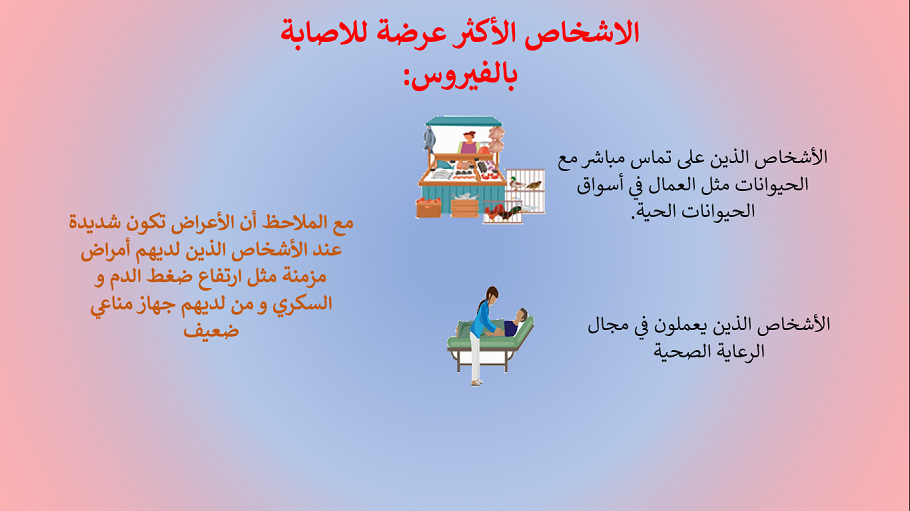 الاشخاص الأكثر عرضة للاصابة
بالفيروس:
الأشخاص الذين على تماس مباشر مع
الحيوانات مثل العمال في أسواق
الحيوانات الحية.
الأشخاص الذين يعملون في مجال
الرعاية الصحية
مع الملاحظ أن الأعراض تكون شديدة
عند الأشخاص الذين لديهم أمراض
مزمنة مثل ارتفاع ضغط الدم و
السكري و من لديهم جهاز مناعي
ضعيف